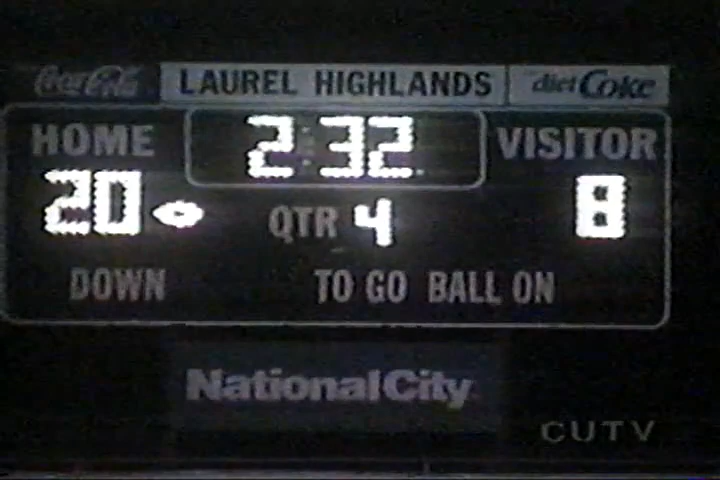 Coca-Cola LAUREL HIGHLANDS diet Coke
HOME 2:32 VISITOR
20 QTR 4 8
DOWN TO GO BALL ON
NationalCity
CUTV